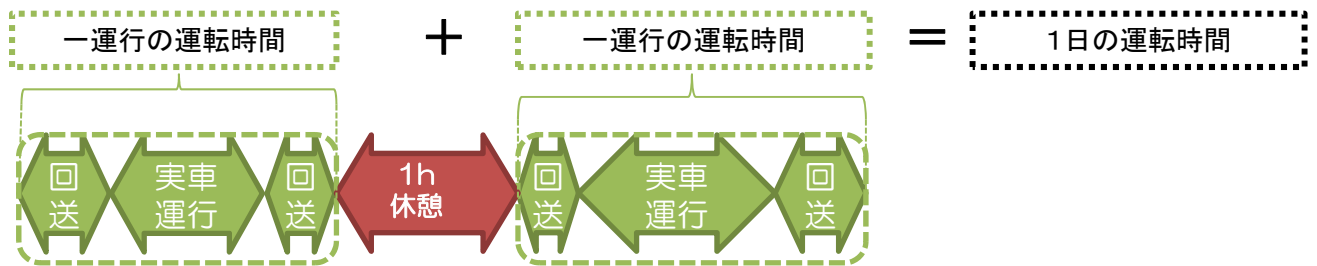 一運行の運転時間
＋
一運行の運転時間
＝
1日の運転時間
回送
実車運行
回送
1h
休憩
回送
実車運行
回送